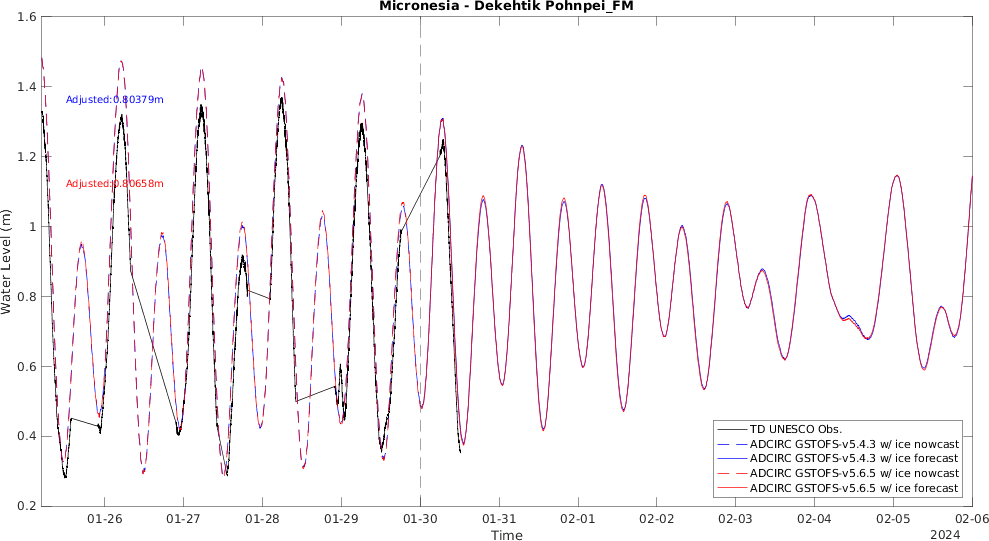 Micronesia - Dekehtik Pohnpei_FM
Water Level (m)
1.6
1.4
1.2
1
0.8
0.6
0.4
0.2
Adjusted:0.80379m
Adjusted:0.80658m
TD UNESCO Obs.
ADCIRC GSTOFS-v5.4.3 w/ ice nowcast
ADCIRC GSTOFS-v5.4.3 w/ ice forecast
ADCIRC GSTOFS-v5.6.5 w/ ice nowcast
ADCIRC GSTOFS-v5.6.5 w/ ice forecast
01-26 01-27 01-28 01-29 01-30 01-31 02-01 02-02 02-03 02-04 02-05 02-06
Time
2024